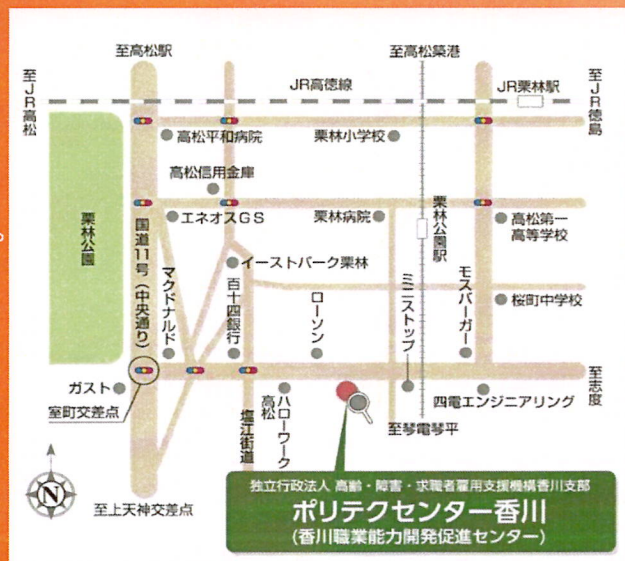 至高松駅
至高松築港
至JR高松
JR高徳線
JR栗林駅
至JR徳島
高松平和病院
栗林小学校
高松信用金庫
栗林公園
国道11号（中央通り）
エネオスGS
栗林病院
栗林公園駅
高松第一
高等学校
マクドナルド
イーストパーク栗林
百十四銀行
ローソン
ミニストップ
モスバーガー
桜町中学校
ガスト
室町交差点
塩江街道
ハローワーク
高松
四電エンジニアリング
至志度
至琴電琴平
N
至上天神交差点
独立行政法人 高齢・障害・求職者雇用支援機構香川支部
ポリテクセンター香川
(香川職業能力開発促進センター)